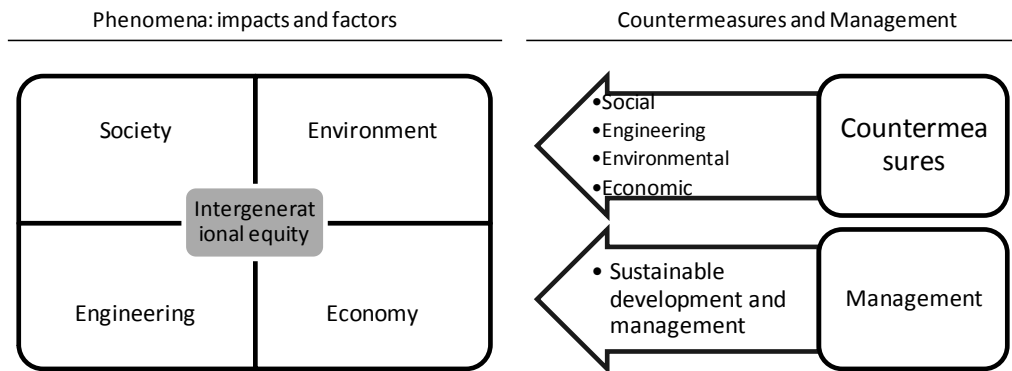 Phenomena: impacts and factors
Society
Environment
Intergenerat
ional equity
Engineering
Economy
Countermeasures and Management
•Social
•Engineering
•Environmental
•Economic
Countermea
sures
• Sustainable
development and
management
Management